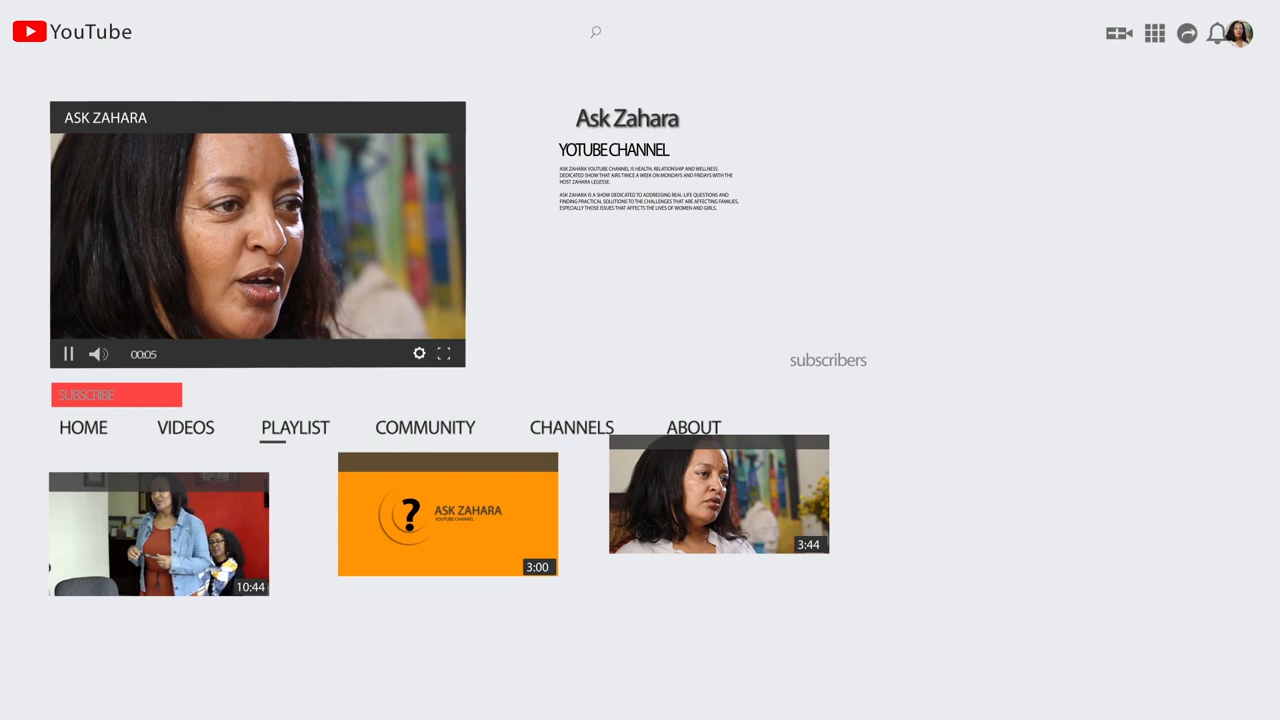 YouTube
ASK ZAHARA
Ask Zahara
YOTUBE CHANNEL
ASK ZAHARA YOUTUBE CHANNEL IS HEALTH, RELATIONSHIP AND WELLNESS
DEDICATED SHOW THAT AIRS TWICE A WEEK ON MONDAYS AND FRIDAYS WITH THE
HOST ZAHARA LEGESSE.
ASK ZAHARA IS A SHOW DEDICATED TO ADDRESSING REAL-LIFE QUESTIONS AND
FINDING PRACTICAL SOLUTIONS TO THE CHALLENGES THAT ARE AFFECTING FAMILIES,
ESPECIALLY THOSE ISSUES THAT AFFECTS THE LIVES OF WOMEN AND GIRLS.
00:05
subscribers
SUBSCRIBE
HOME VIDEOS PLAYLIST COMMUNITY CHANNELS ABOUT
10:44
?
ASK ZAHARA
YOUTUBE CHANNEL
3:00
3:44